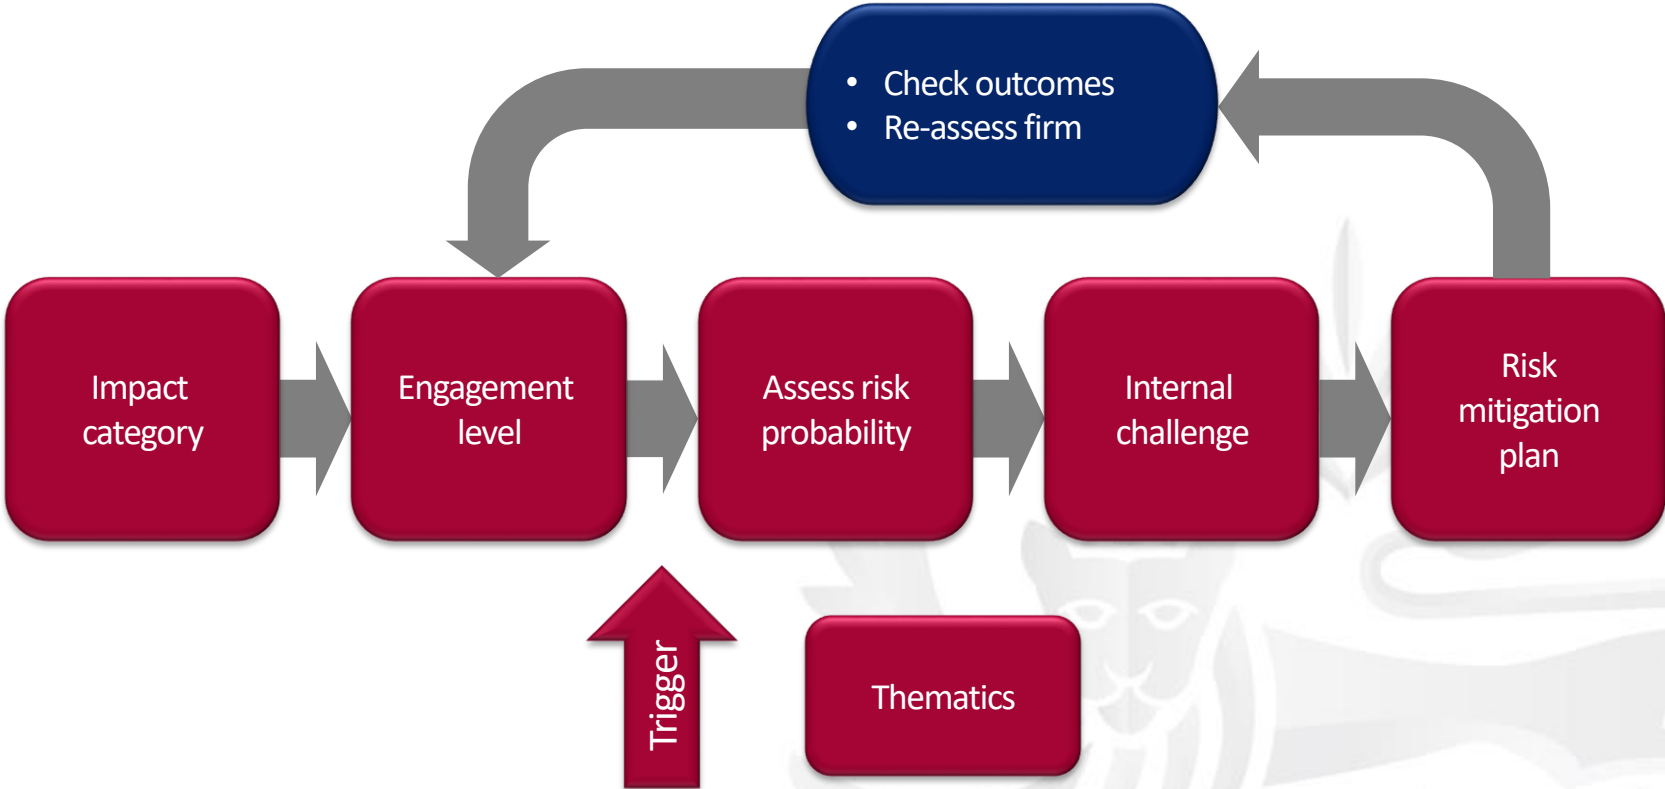 • Check outcomes
• Re-assess firm
Impact
category
Engagement
level
Assess risk
probability
Internal
challenge
Risk
mitigation
plan
Trigger
Thematics